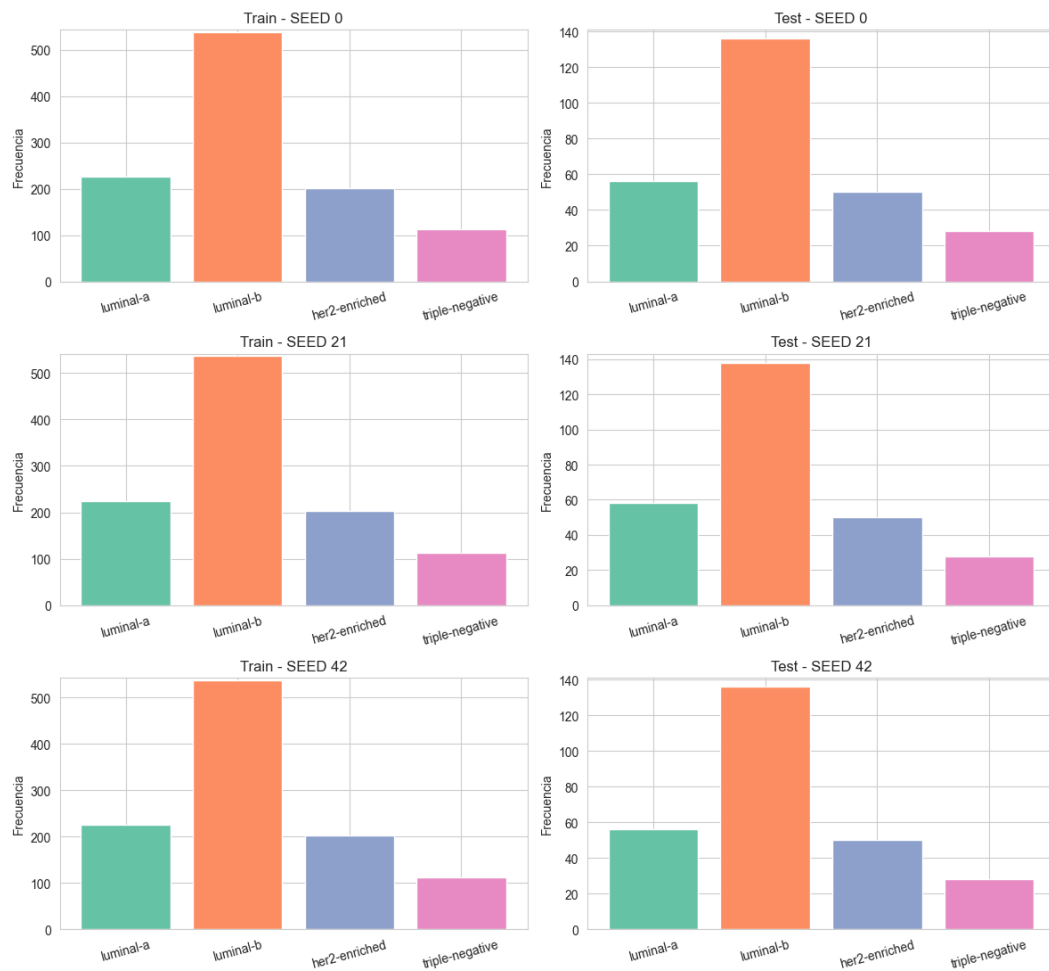 Train - SEED 0
Frecuencia
500
400
300
200
100
0
luminal-a
luminal-b
her2-enriched
triple-negative
Test - SEED 0
Frecuencia
140
120
100
80
60
40
20
0
luminal-a
luminal-b
her2-enriched
triple-negative
Train - SEED 21
Frecuencia
500
400
300
200
100
0
luminal-a
luminal-b
her2-enriched
triple-negative
Test - SEED 21
Frecuencia
140
120
100
80
60
40
20
0
luminal-a
luminal-b
her2-enriched
triple-negative
Train - SEED 42
Frecuencia
500
400
300
200
100
0
luminal-a
luminal-b
her2-enriched
triple-negative
Test - SEED 42
Frecuencia
140
120
100
80
60
40
20
0
luminal-a
luminal-b
her2-enriched
triple-negative